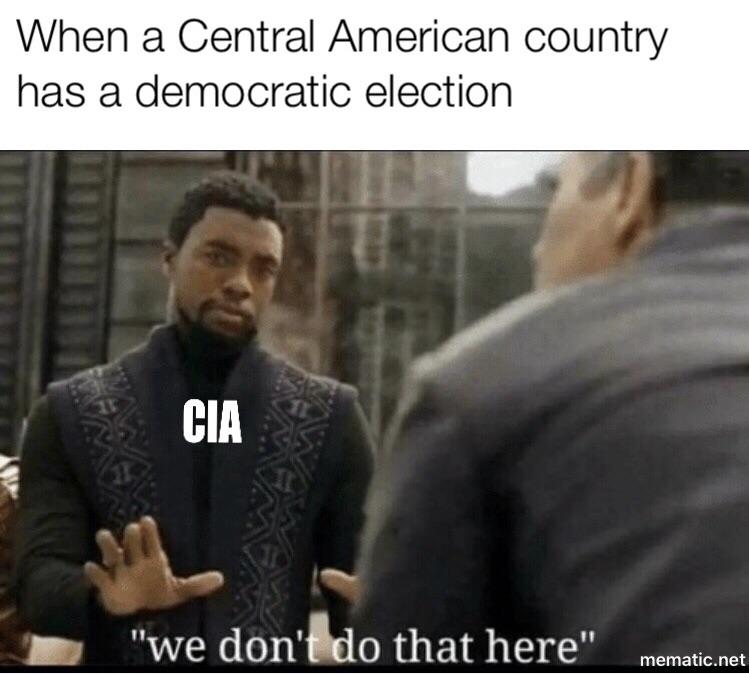 When a Central American country
has a democratic election
CIA
"we don't do that here"
mematic.net